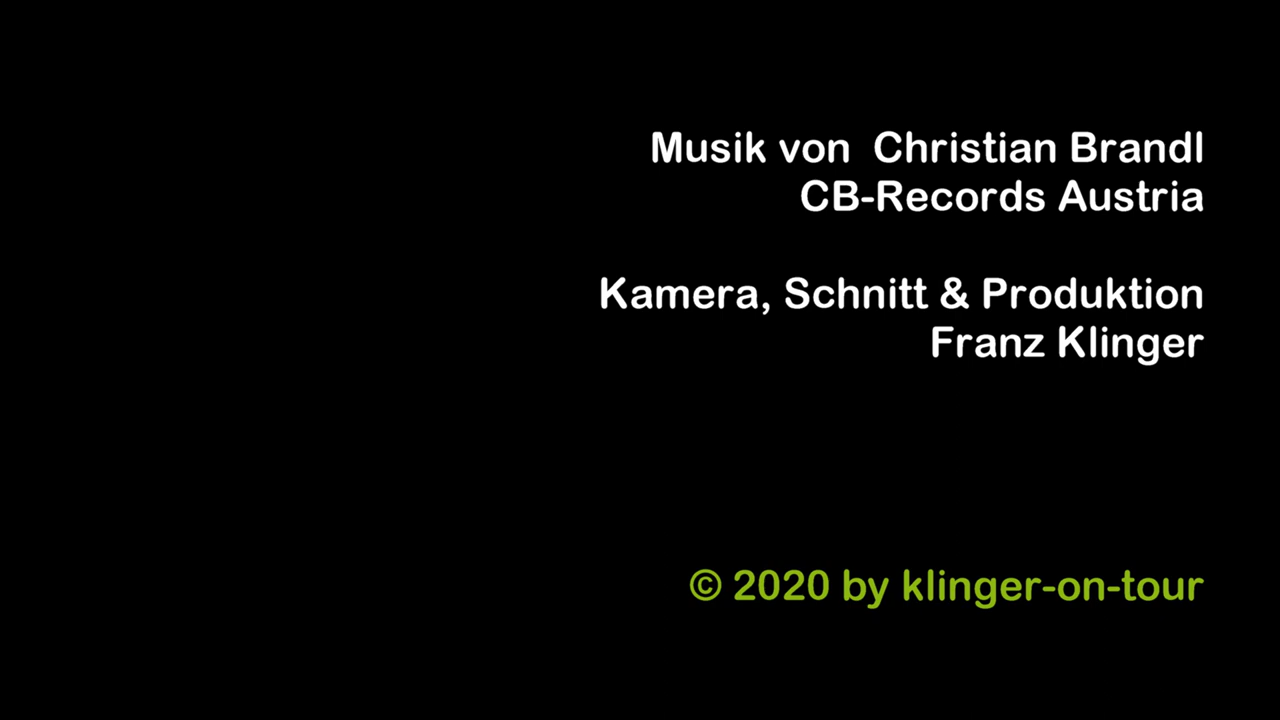 Musik von  Christian Brandl
CB-Records Austria
Kamera, Schnitt & Produktion
Franz Klinger
© 2020 by klinger-on-tour